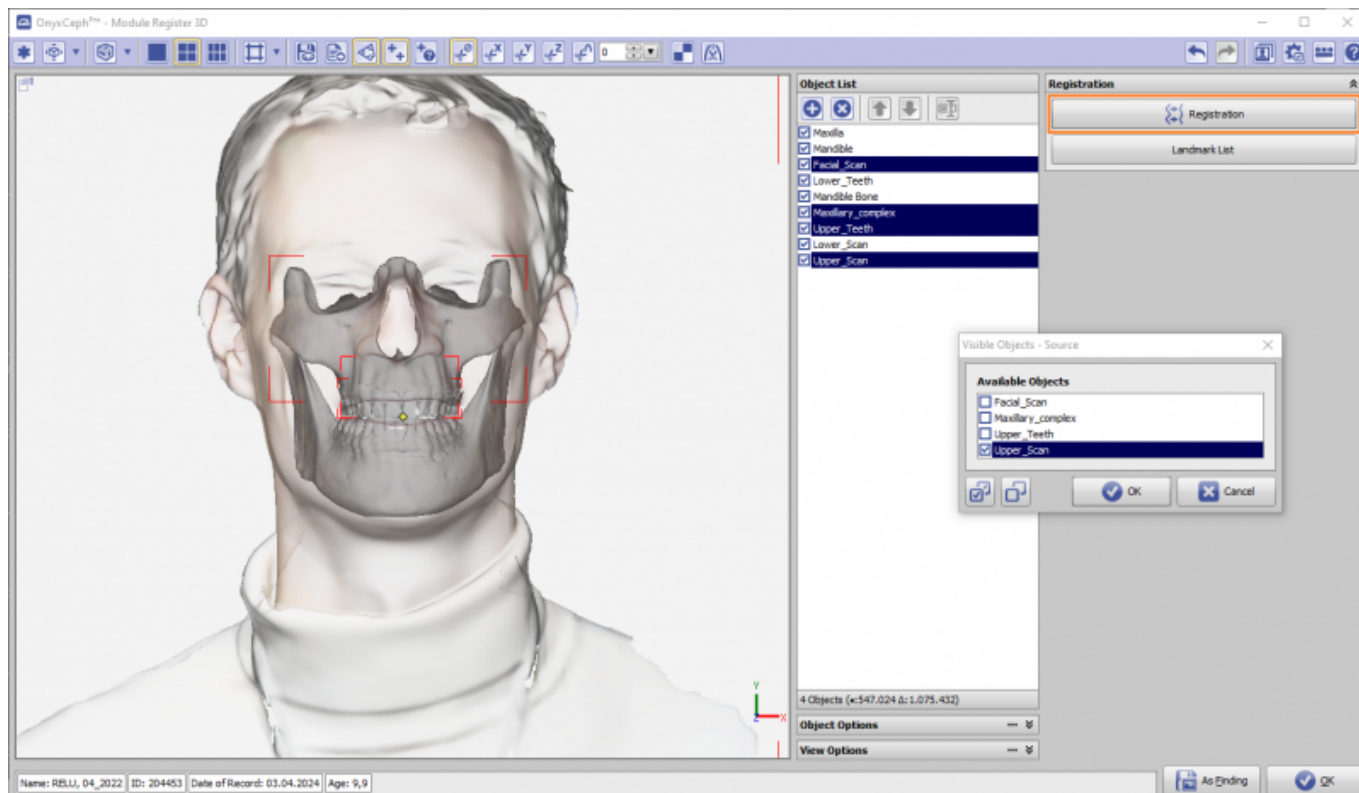 OnyxCeph³™ - Module Register 3D
0
Object List
Maxilla
Mandible
Facial_Scan
Lower_Teeth
Mandible Bone
Maxillary_complex
Upper_Teeth
Lower_Scan
Upper_Scan
4 Objects (•:547.024 Δ:1.075.432)
Object Options
View Options
Registration
Registration
Landmark List
Visible Objects - Source
Available Objects
Facial_Scan
Maxillary_complex
Upper_Teeth
Upper_Scan
OK
Cancel
Y
Z
X
Name: RELU, 04_2022 ID: 204453 Date of Record: 03.04.2024 Age: 9,9
As Finding
OK